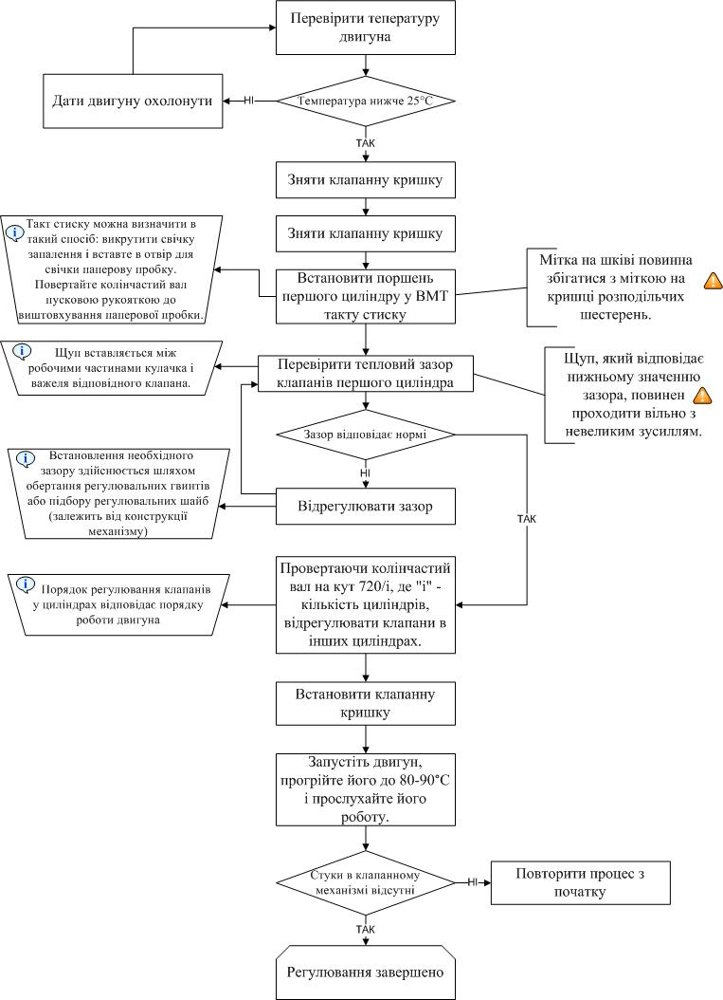 Перевірити тепературу
двигуна
Температура нижче 25°C
НІ
Дати двигуну охолонути
ТАК
Зняти клапанну кришку
Зняти клапанну кришку
Такт стиску можна визначити в
такий спосіб: викрутити свічку
запалення і вставте в отвір для
свічки паперову пробку.
Повертайте колінчастий вал
пусковою рукояткою до
виштовхування паперової пробки.
Встановити поршень
першого циліндру у ВМТ
такту стиску
Мітка на шківі повинна
збігатися з міткою на
кришці розподільчих
шестерень.
Щуп вставляється між
робочими частинами кулачка і
важеля відповідного клапана.
Перевірити тепловий зазор
клапанів першого циліндра
Щуп, який відповідає
нижньому значенню
зазора, повинен
проходити вільно з
невеликим зусиллям.
Зазор відповідає нормі
НІ
Встановлення необхідного
зазору здійснюється шляхом
обертання регулювальних гвинтів
або підбору регулювальних шайб
(залежить від конструкції
механізму)
Відрегулювати зазор
ТАК
Порядок регулювання клапанів
у циліндрах відповідає порядку
роботи двигуна
Провертаючи колінчастий
вал на кут 720/і, де "і" -
кількість циліндрів,
відрегулювати клапани в
інших циліндрах.
Встановити клапанну
кришку
Запустіть двигун,
прогрійте його до 80-90°C
і прослухайте його
роботу.
Стуки в клапанному
механізмі відсутні
НІ
Повторити процес з
початку
ТАК
Регулювання завершено